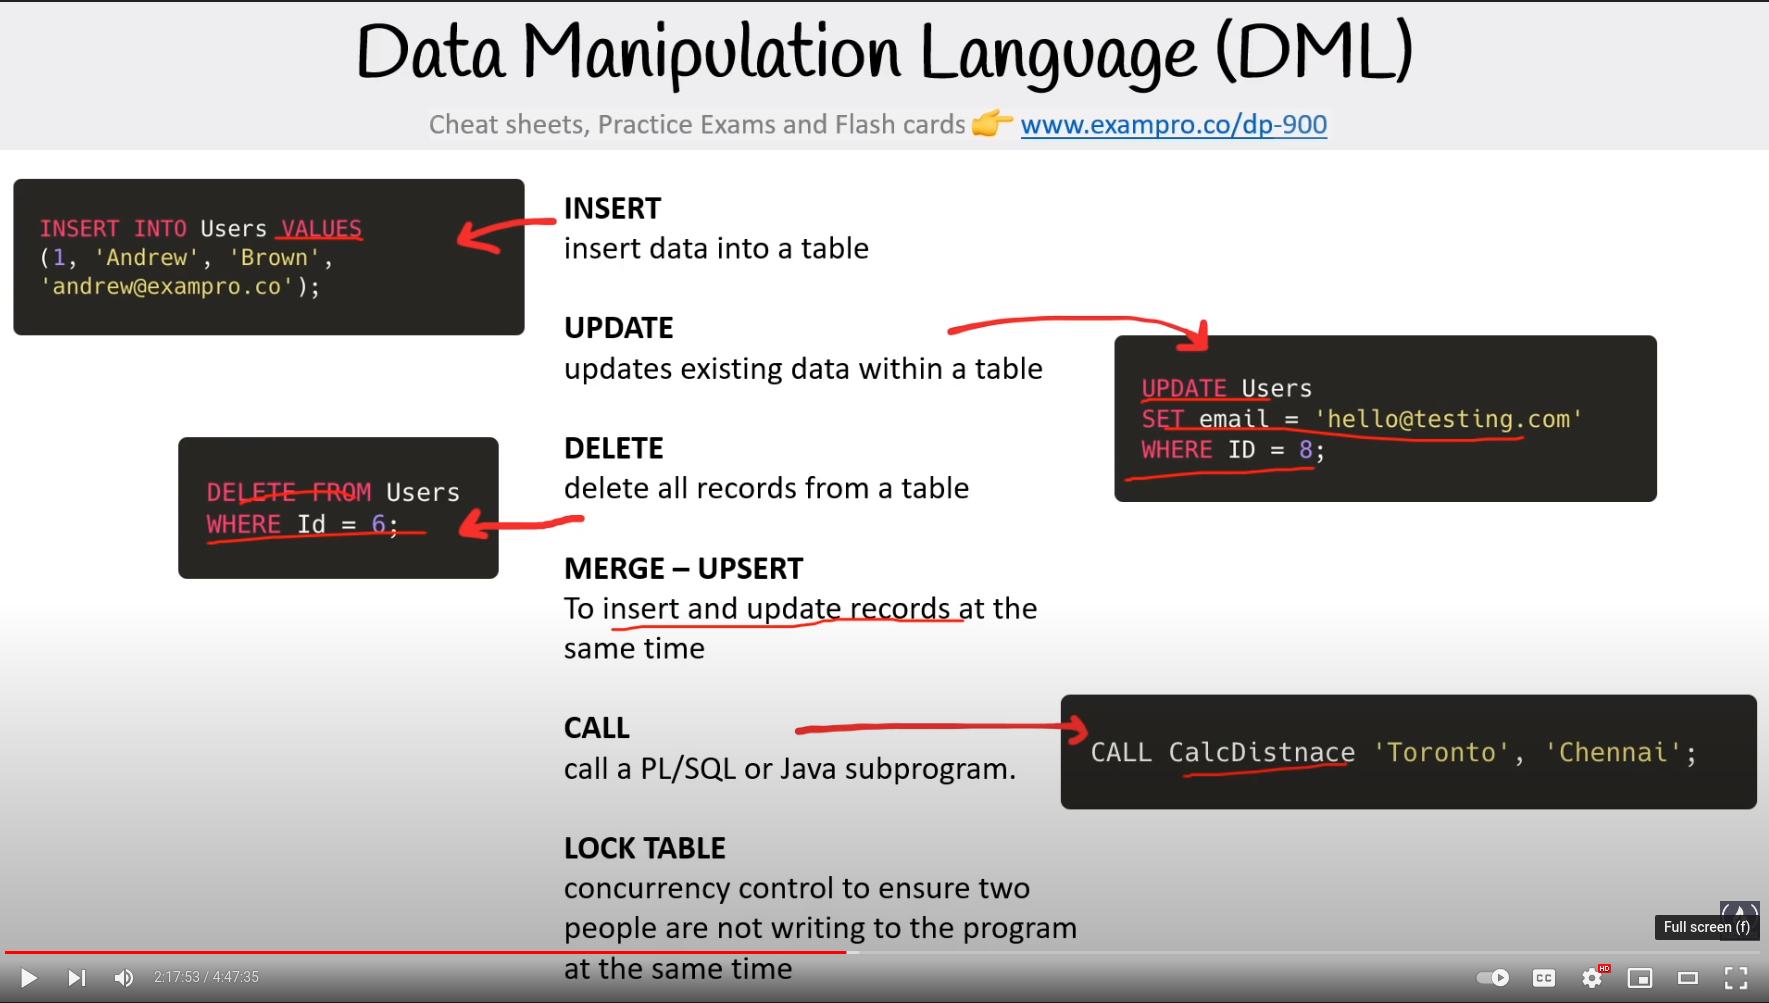 Data Manipulation Language (DML)
Cheat sheets, Practice Exams and Flash cards 👉 www.exampro.co/dp-900
INSERT INTO Users VALUES
(1, 'Andrew', 'Brown',
'andrew@exampro.co');
INSERT
insert data into a table
UPDATE
updates existing data within a table
UPDATE Users
SET email = 'hello@testing.com'
WHERE ID = 8;
DELETE
delete all records from a table
DELETE FROM Users
WHERE Id = 6;
MERGE – UPSERT
To insert and update records at the
same time
CALL
call a PL/SQL or Java subprogram.
CALL CalcDistnace 'Toronto', 'Chennai';
LOCK TABLE
concurrency control to ensure two
people are not writing to the program
at the same time
Full screen (f)
2:17:53 / 4:47:35
CC
HD